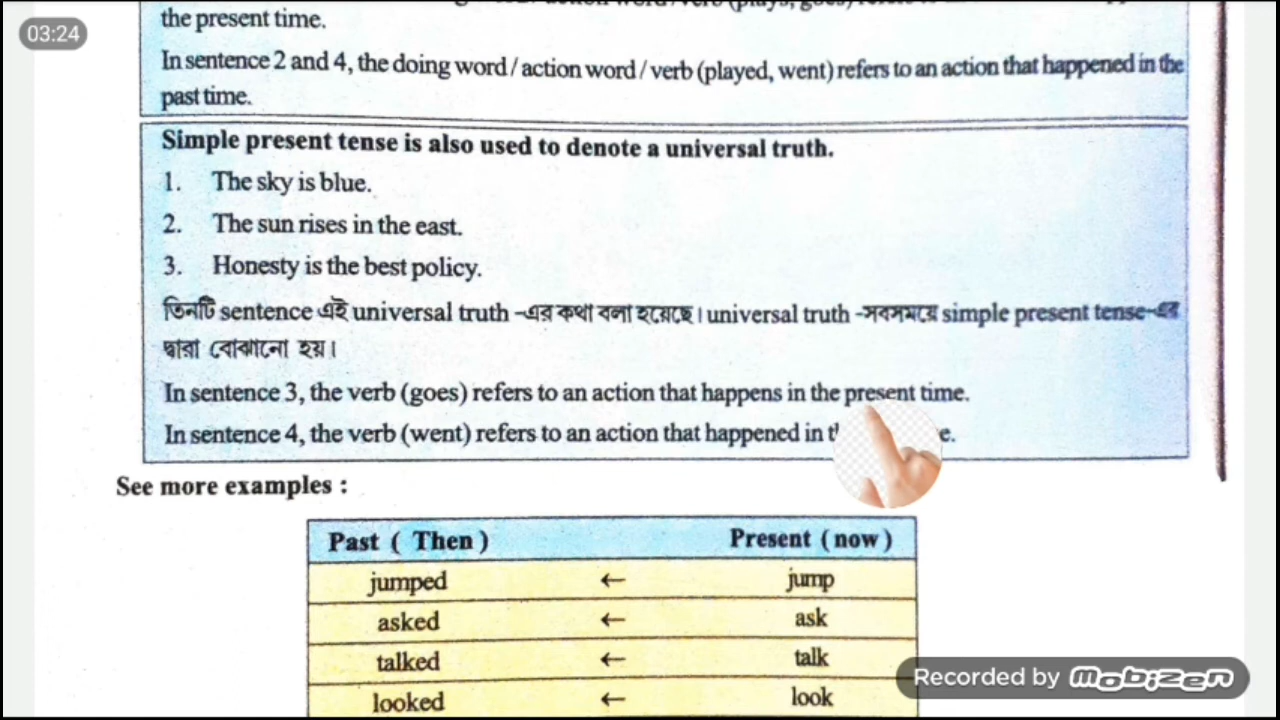 03:24
the present time.
In sentence 2 and 4, the doing word / action word / verb (played, went) refers to an action that happened in the
past time.
Simple present tense is also used to denote a universal truth.
1. The sky is blue.
2. The sun rises in the east.
3. Honesty is the best policy.
তিনটি sentence এই universal truth -এর কথা বলা হয়েছে। universal truth -সবসময়ে simple present tense-এর
দ্বারা বোঝানো হয়।
In sentence 3, the verb (goes) refers to an action that happens in the present time.
In sentence 4, the verb (went) refers to an action that happened in
See more examples :
Past ( Then ) Present ( now )
jumped ← jump
asked ← ask
talked ← talk
looked ← look
Recorded by mobizen